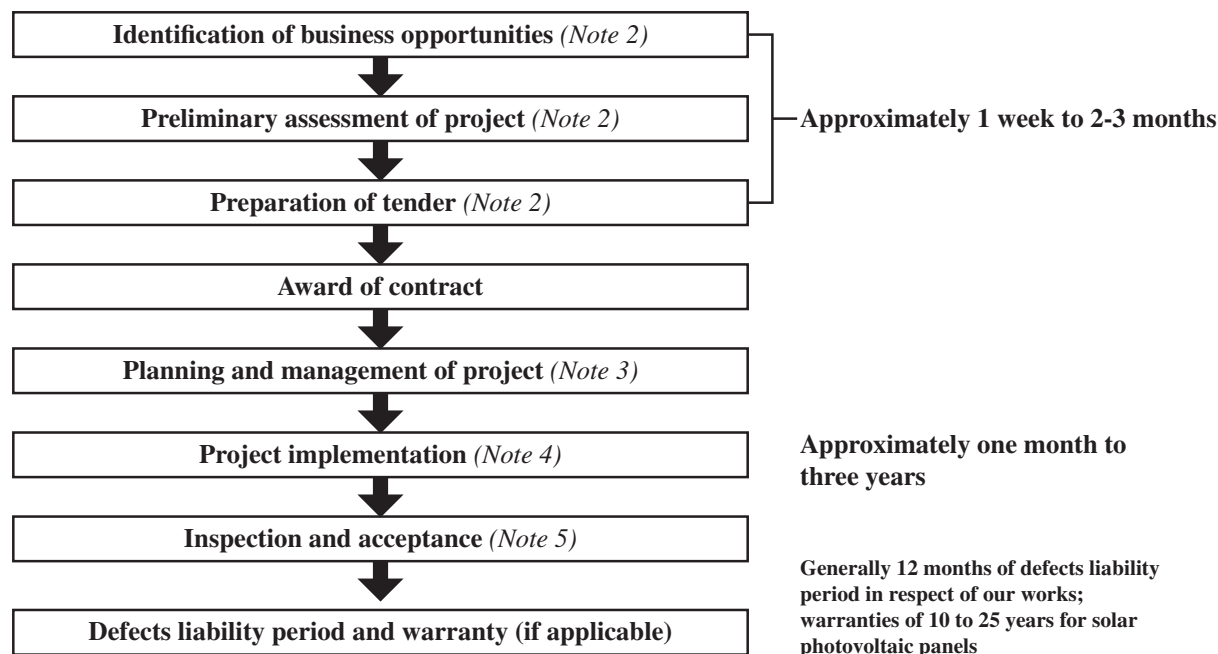 Identification of business opportunities (Note 2)
Preliminary assessment of project (Note 2)
Approximately 1 week to 2-3 months
Preparation of tender (Note 2)
Award of contract
Planning and management of project (Note 3)
Project implementation (Note 4)
Approximately one month to
three years
Inspection and acceptance (Note 5)
Defects liability period and warranty (if applicable)
Generally 12 months of defects liability
period in respect of our works;
warranties of 10 to 25 years for solar
photovoltaic panels